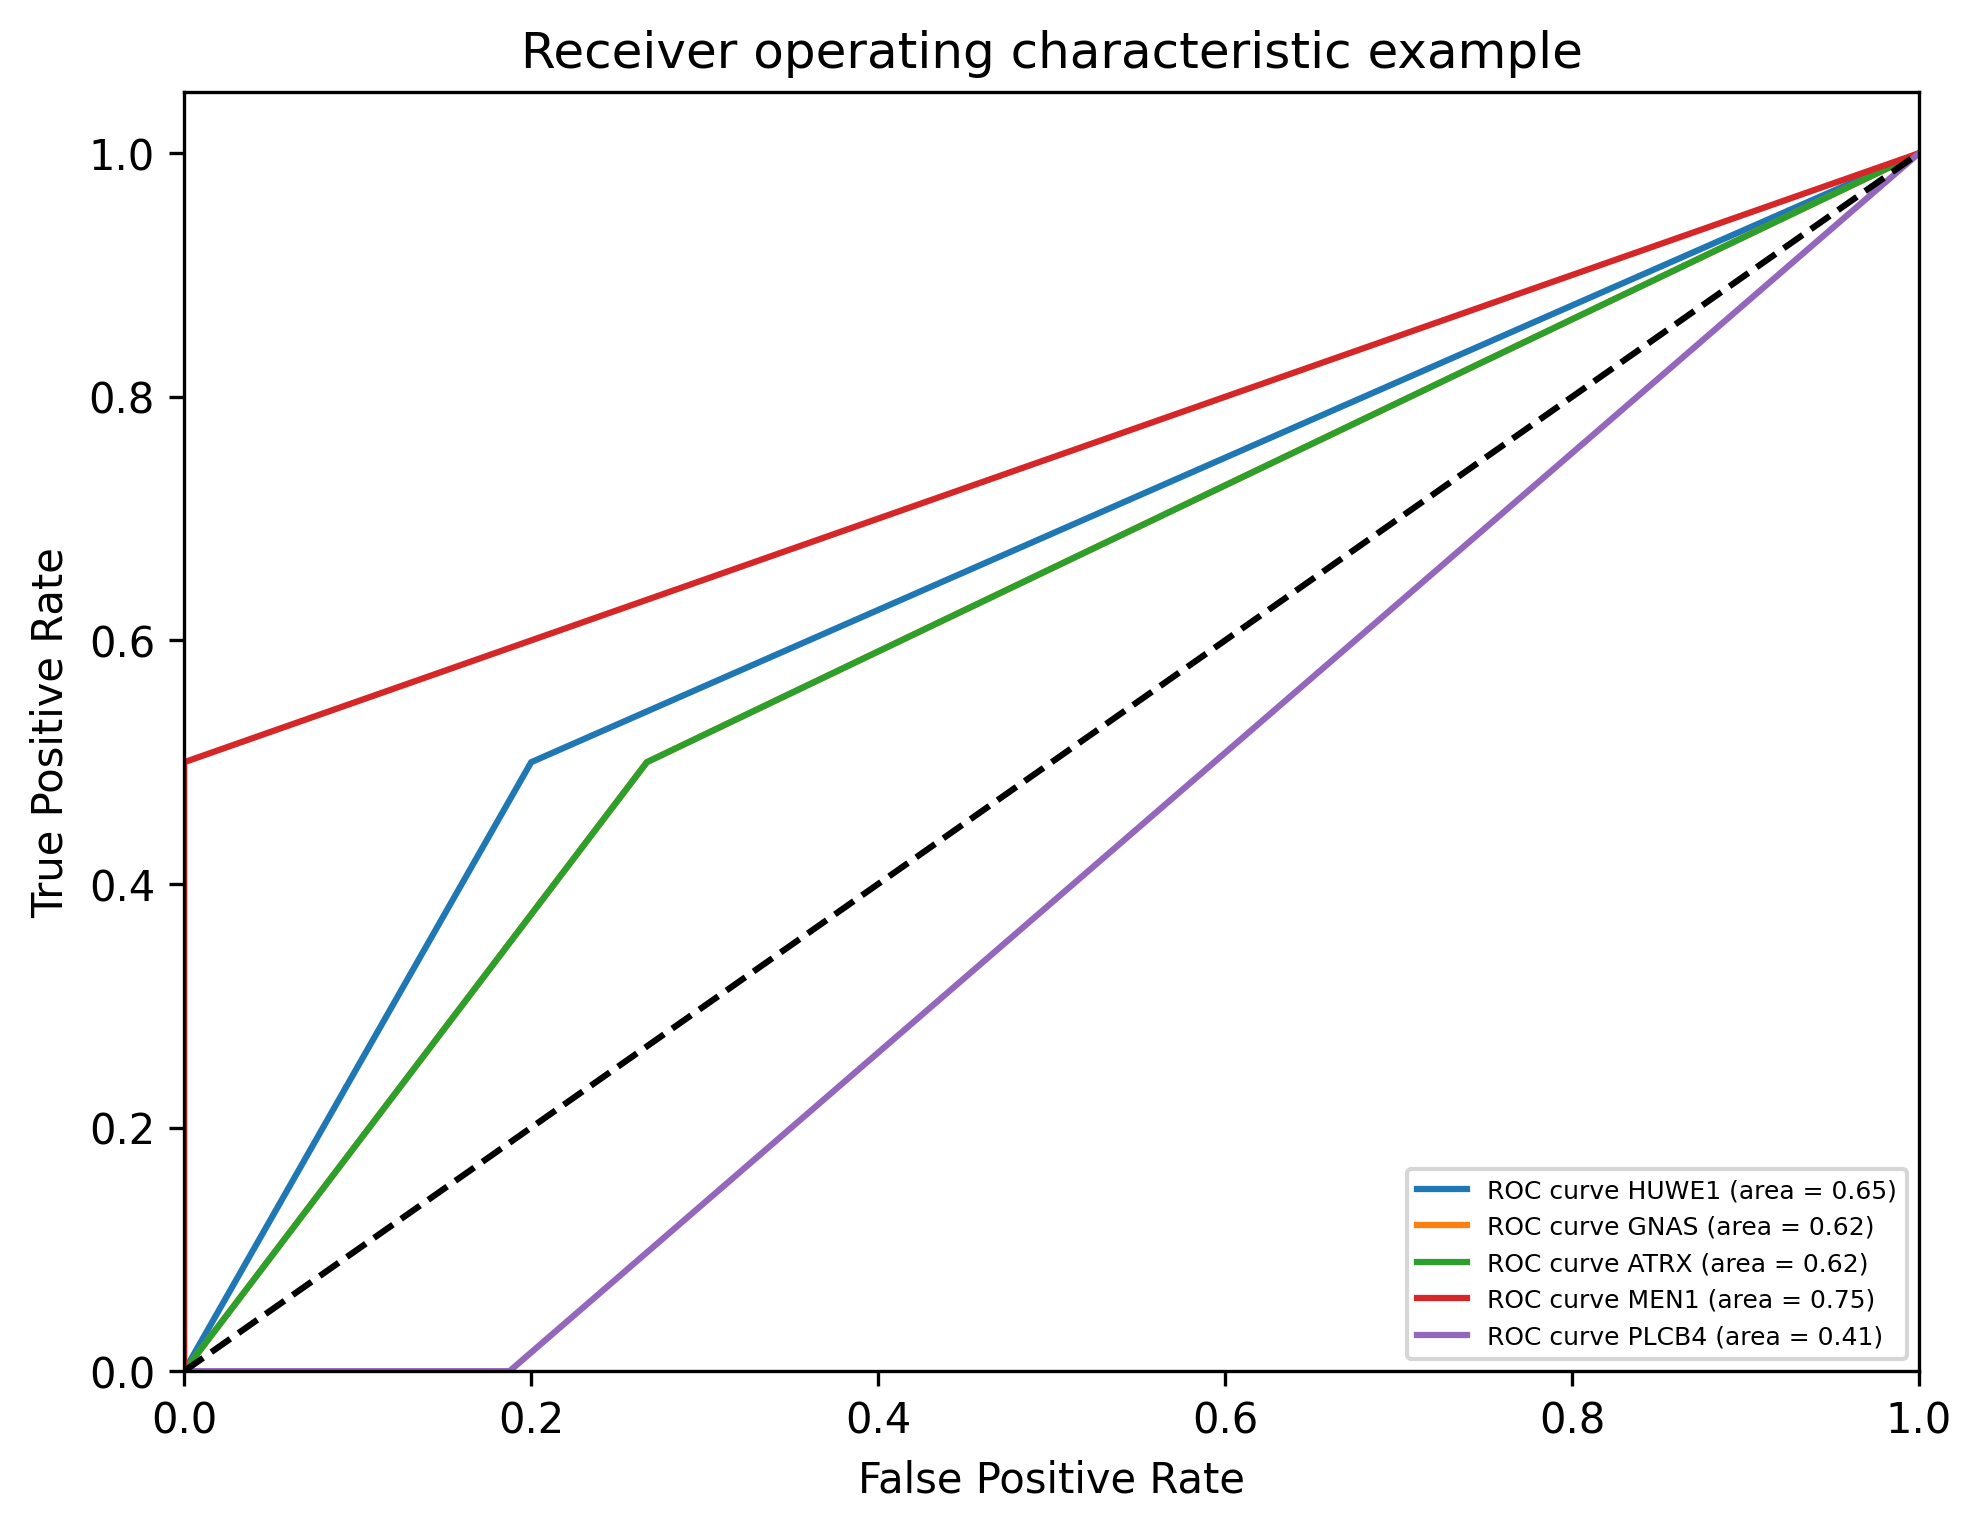 Receiver operating characteristic example
1.0
0.8
0.6
0.4
0.2
0.0
True Positive Rate
ROC curve HUWE1 (area = 0.65)
ROC curve GNAS (area = 0.62)
ROC curve ATRX (area = 0.62)
ROC curve MEN1 (area = 0.75)
ROC curve PLCB4 (area = 0.41)
0.0 0.2 0.4 0.6 0.8 1.0
False Positive Rate